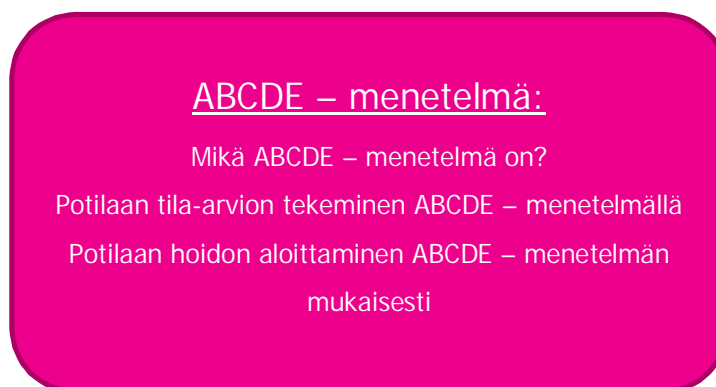 ABCDE – menetelmä:
Mikä ABCDE – menetelmä on?
Potilaan tila-arvion tekeminen ABCDE – menetelmällä
Potilaan hoidon aloittaminen ABCDE – menetelmän
mukaisesti